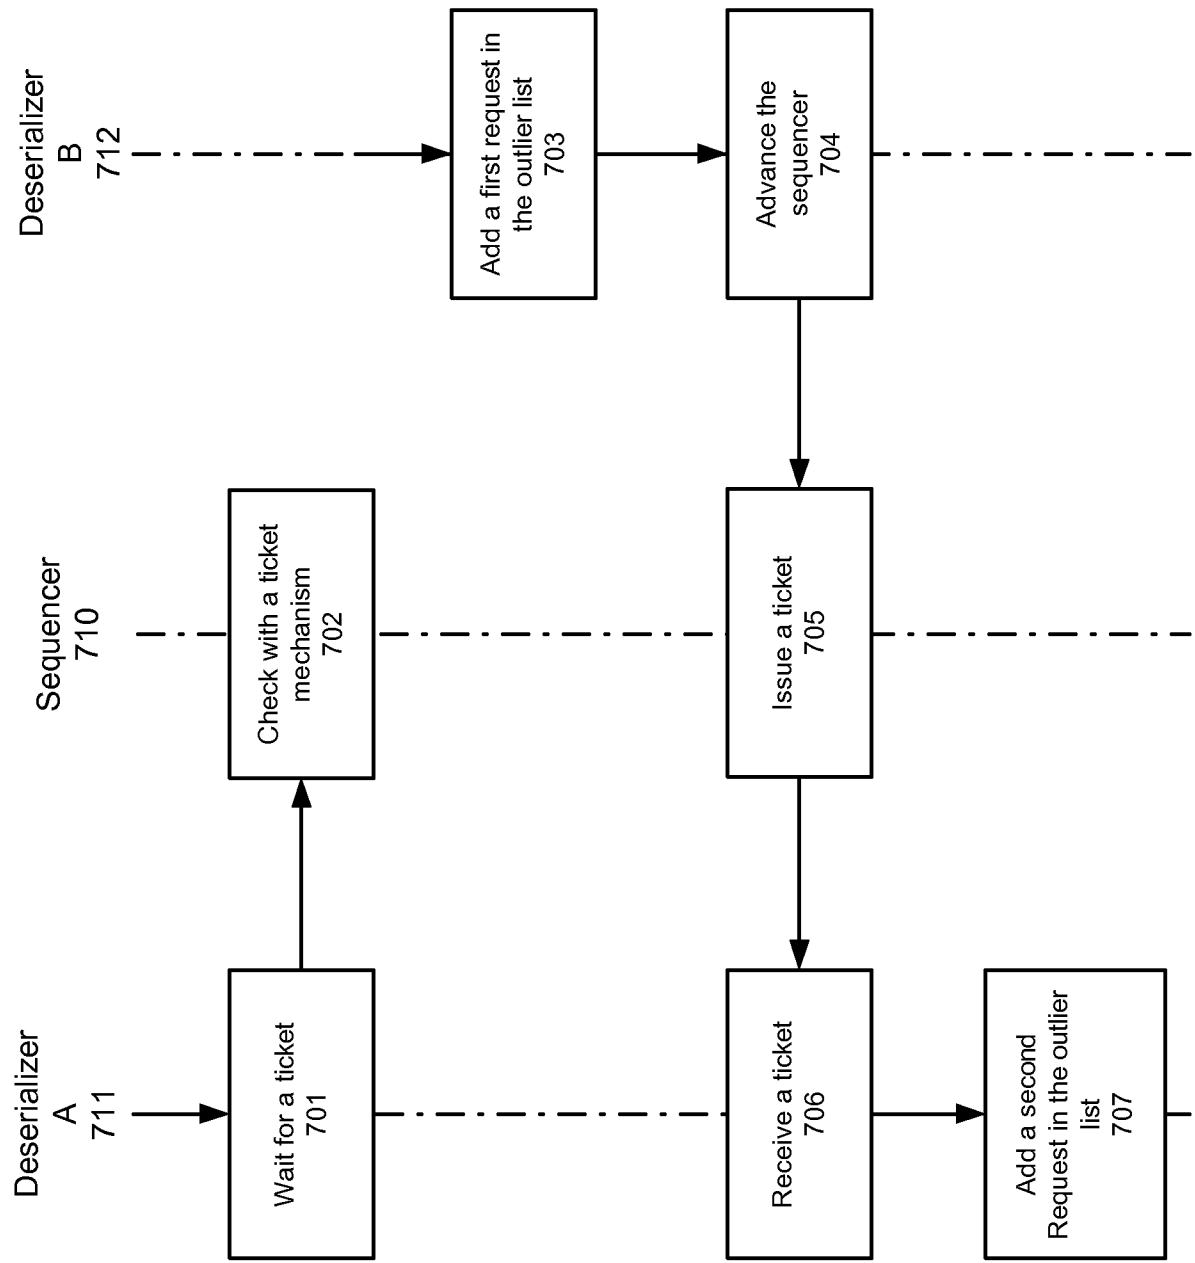 Deserializer
A
711
Sequencer
710
Deserializer
B
712
Wait for a ticket
701
Check with a ticket
mechanism
702
Add a first request in
the outlier list
703
Advance the
sequencer
704
Issue a ticket
705
Receive a ticket
706
Add a second
Request in the outlier
list
707